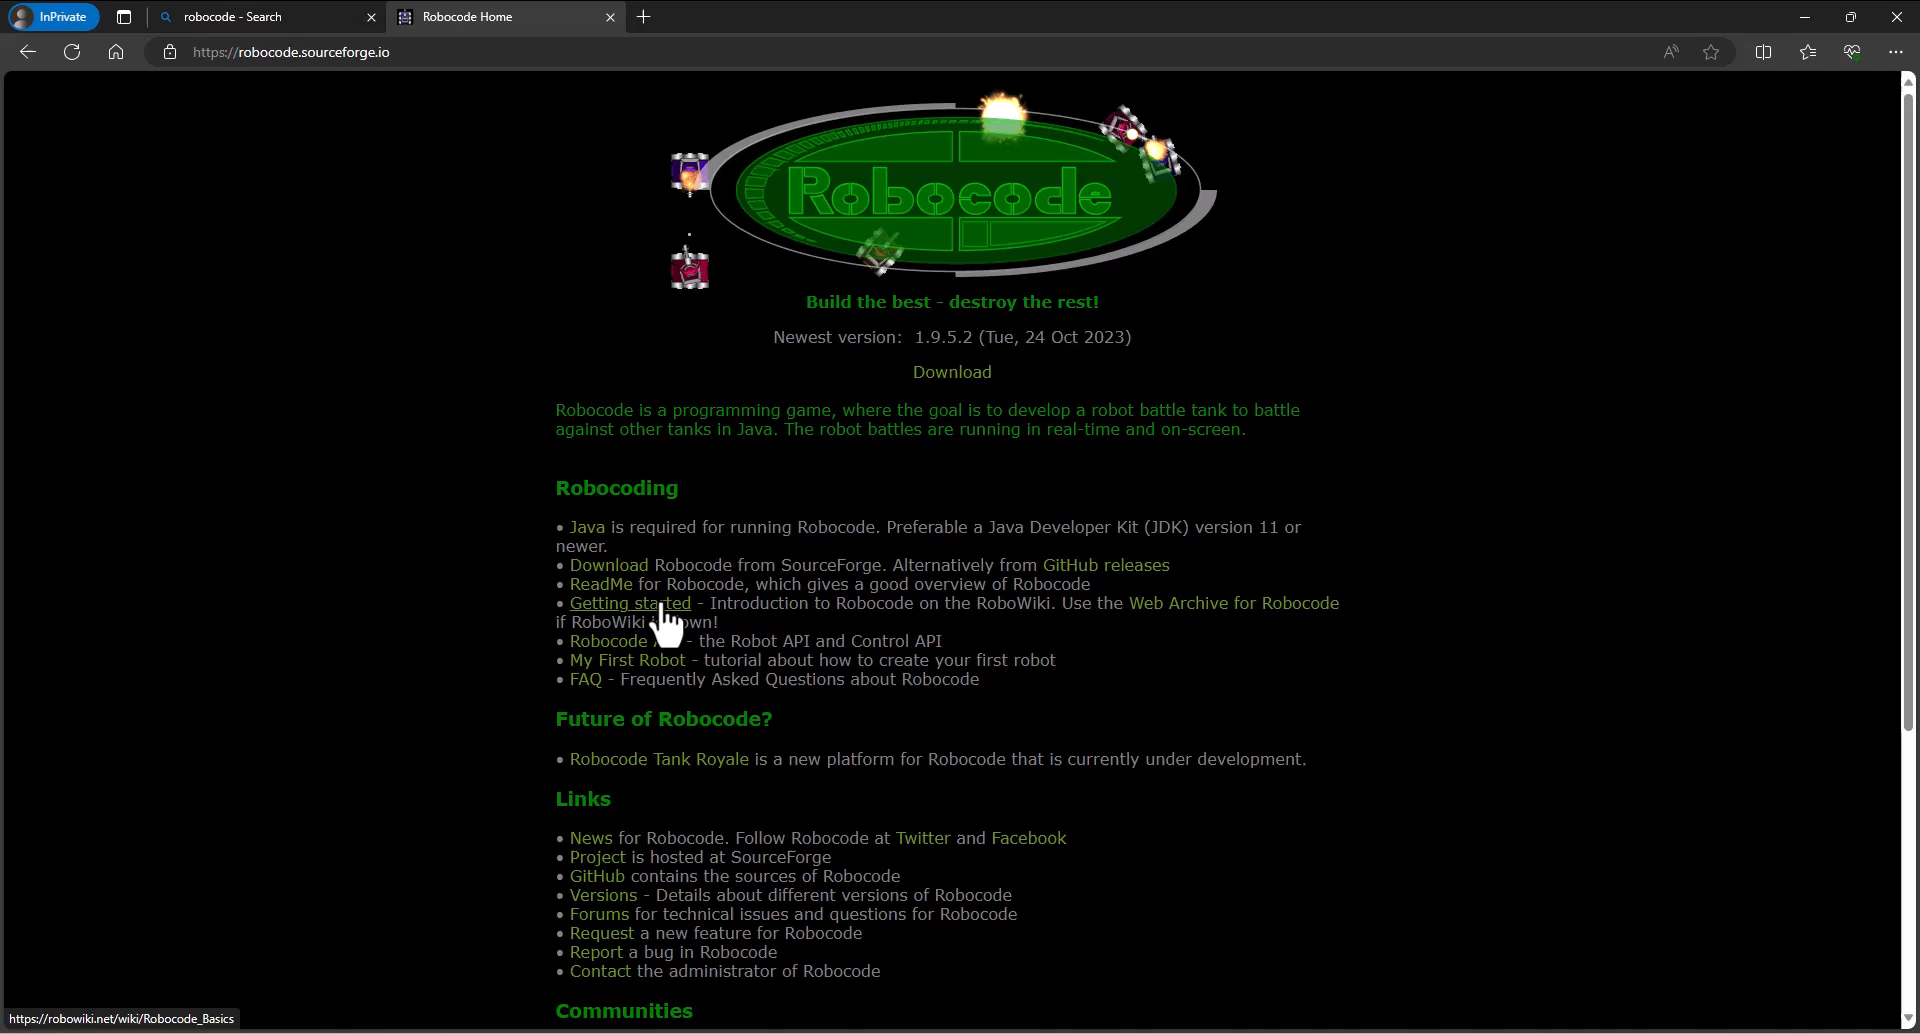 InPrivate
robocode - Search
Robocode Home
https://robocode.sourceforge.io
Robocode
Build the best - destroy the rest!
Newest version: 1.9.5.2 (Tue, 24 Oct 2023)
Download
Robocode is a programming game, where the goal is to develop a robot battle tank to battle
against other tanks in Java. The robot battles are running in real-time and on-screen.
Robocoding
• Java is required for running Robocode. Preferable a Java Developer Kit (JDK) version 11 or
newer.
• Download Robocode from SourceForge. Alternatively from GitHub releases
• ReadMe for Robocode, which gives a good overview of Robocode
• Getting started - Introduction to Robocode on the RoboWiki. Use the Web Archive for Robocode
if RoboWiki
• Robocode - the Robot API and Control API
• My First Robot - tutorial about how to create your first robot
• FAQ - Frequently Asked Questions about Robocode
Future of Robocode?
• Robocode Tank Royale is a new platform for Robocode that is currently under development.
Links
• News for Robocode. Follow Robocode at Twitter and Facebook
• Project is hosted at SourceForge
• GitHub contains the sources of Robocode
• Versions - Details about different versions of Robocode
• Forums for technical issues and questions for Robocode
• Request a new feature for Robocode
• Report a bug in Robocode
• Contact the administrator of Robocode
Communities
https://robowiki.net/wiki/Robocode_Basics